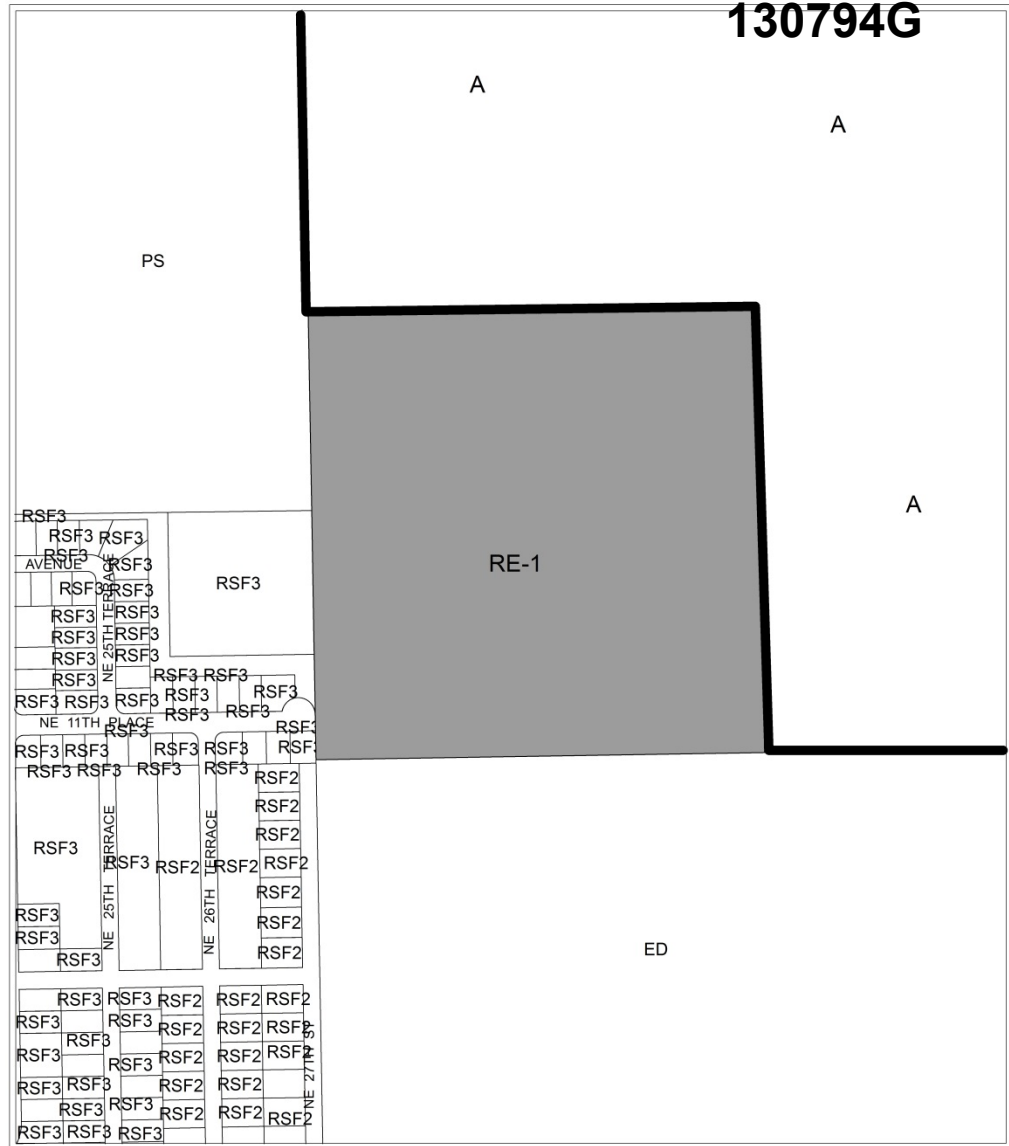 130794G
A
A
PS
A
RE-1
RSF3
RSF3 RSF3
RSF3
AVENUE
RSF3
RSF3
RSF3
RSF3
NE 25TH TERRACE
RSF3
RSF3
RSF3
RSF3
RSF3
RSF3
RSF3
RSF3 RSF3
RSF3
RSF3
RSF3
RSF3 RSF3 RSF3
RSF3
RSF3
NE 11TH PLACE
RSF3
RSF3
RSF3 RSF3 RSF3 RSF3 RSF3
RSF3 RSF3 RSF3 RSF3
RSF2
RSF2
RSF2
RSF3
NE 25TH TERRACE
RSF3 RSF2
NE 26TH TERRACE
RSF2 RSF2
RSF2
RSF3
RSF2
RSF3
RSF2
RSF3
ED
RSF3 RSF3 RSF2 RSF2 RSF2
RSF3 RSF3 RSF2 RSF2 RSF2
RSF3
RSF3 RSF3 RSF2 RSF2 RSF2
NE 27TH ST
RSF3 RSF3 RSF2 RSF2
RSF3 RSF3 RSF2 RSF2 RSF2
RSF3 RSF3 RSF3